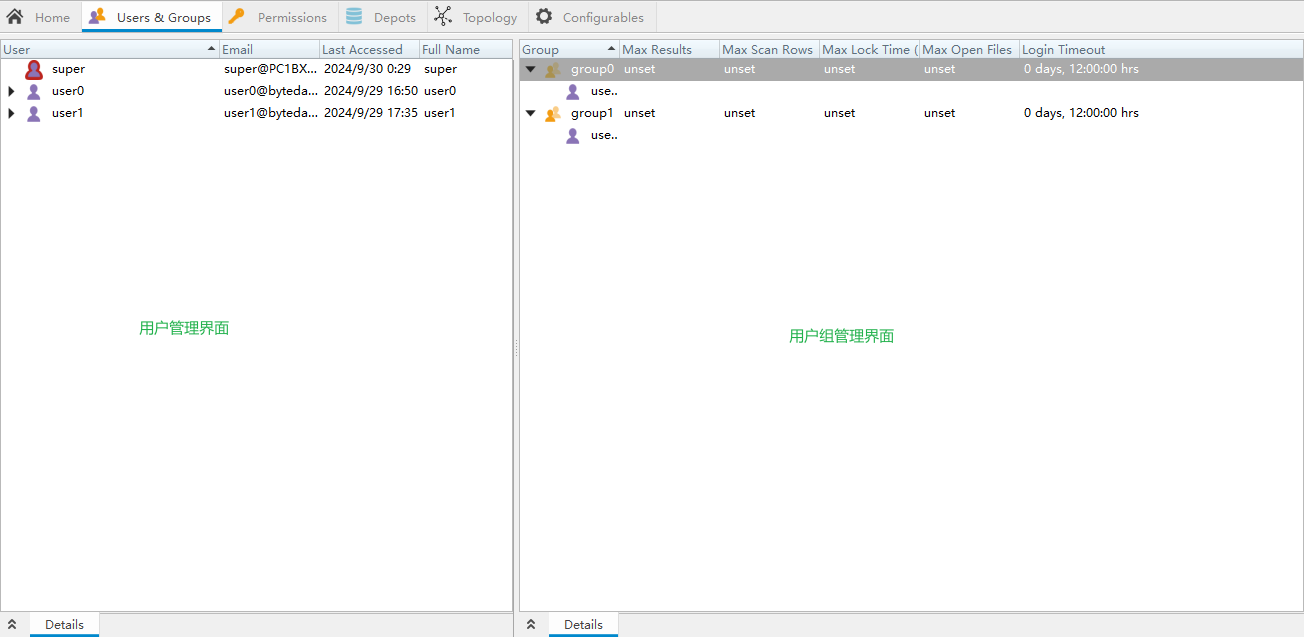 Home Users & Groups Permissions Depots Topology Configurables
User Email Last Accessed Full Name
super super@PC1BX... 2024/9/30 0:29 super
user0 user0@byteda... 2024/9/29 16:50 user0
user1 user1@byteda... 2024/9/29 17:35 user1
用户管理界面
Details
Group Max Results Max Scan Rows Max Lock Time ( Max Open Files Login Timeout
group0 unset unset unset unset 0 days, 12:00:00 hrs
use..
group1 unset unset unset unset 0 days, 12:00:00 hrs
use..
用户组管理界面
Details